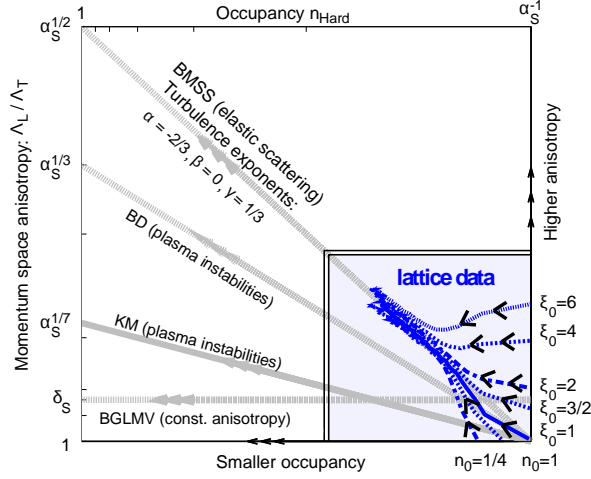 1
Occupancy n_Hard
α_S^-1
α_S^1/2
α_S^1/3
α_S^1/7
δ_S
1
Momentum space anisotropy: Λ_L / Λ_T
BMSS (elastic scattering)
Turbulence exponents:
α = -2/3, β = 0, γ = 1/3
BD (plasma instabilities)
KM (plasma instabilities)
BGLMV (const. anisotropy)
lattice data
Higher anisotropy
ξ_0=6
ξ_0=4
ξ_0=2
ξ_0=3/2
ξ_0=1
Smaller occupancy
n_0=1/4
n_0=1